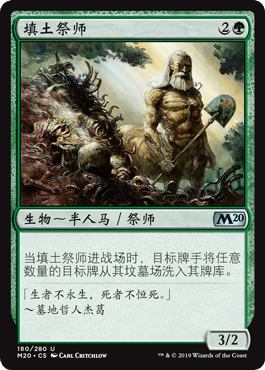 填土祭师 2
生物～半人马／祭师 M20
当填土祭师进战场时，目标牌手将任意
数量的目标牌从其坟墓场洗入其牌库。
「生者不永生，死者不恒死。」
～墓地哲人杰葛
3/2
180/280 U
M20 • CS CARL CRITCHLOW ™ & © 2019 Wizards of the Coast